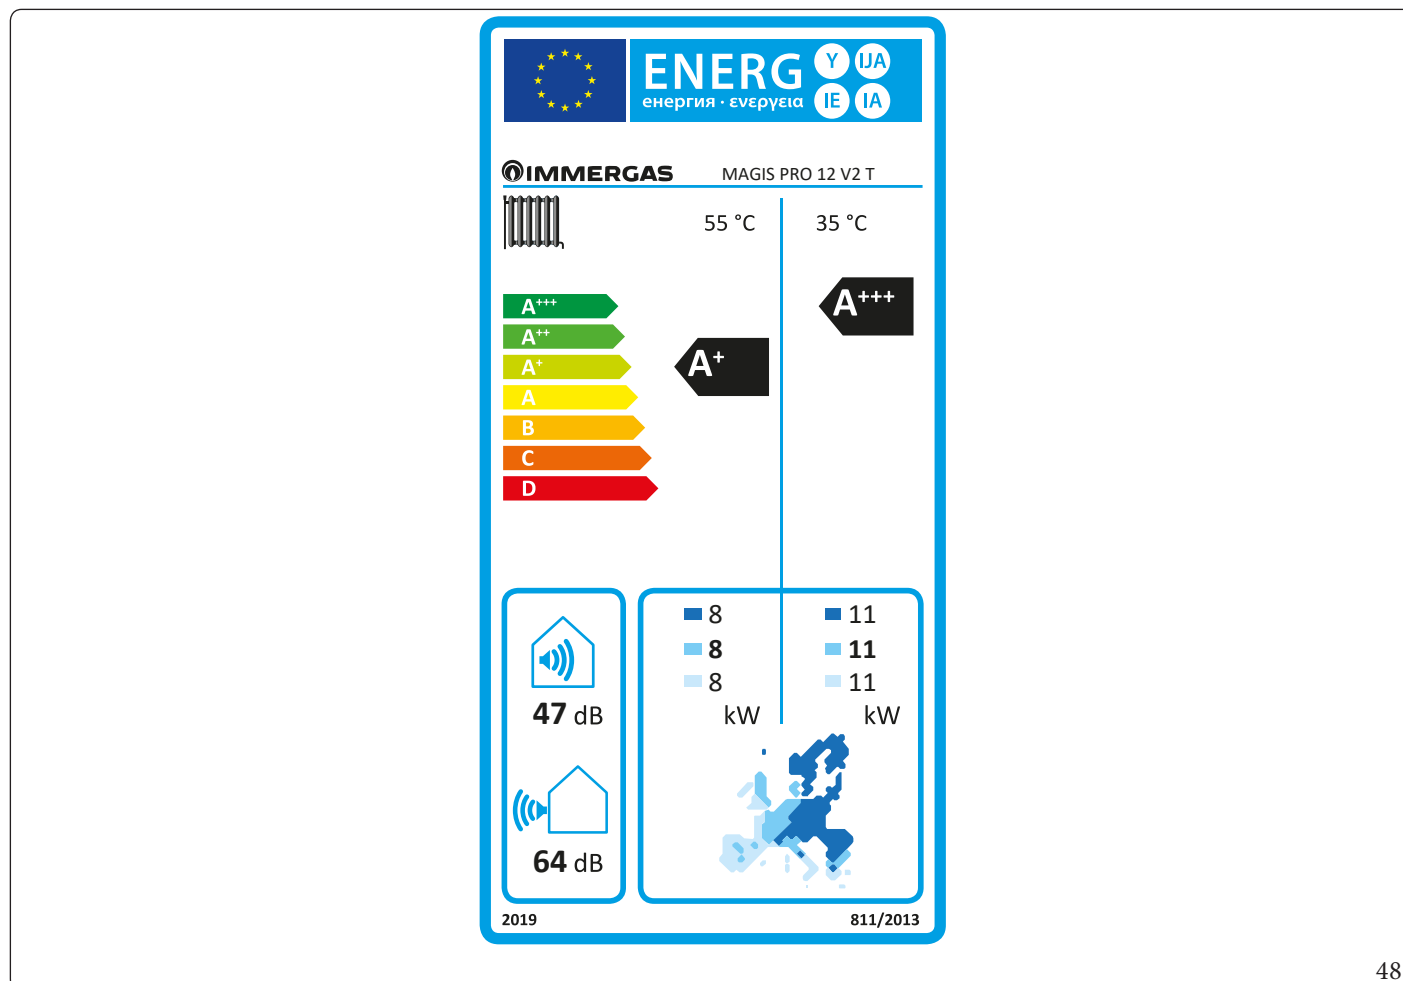 ENERG Y IJA
енергия · ενεργεια IE IA
IMMERGAS MAGIS PRO 12 V2 T
55 °C 35 °C
A+++ A+++
A++
A+ A+
A
B
C
D
8 11
8 11
8 11
kW kW
47 dB
64 dB
2019 811/2013
48